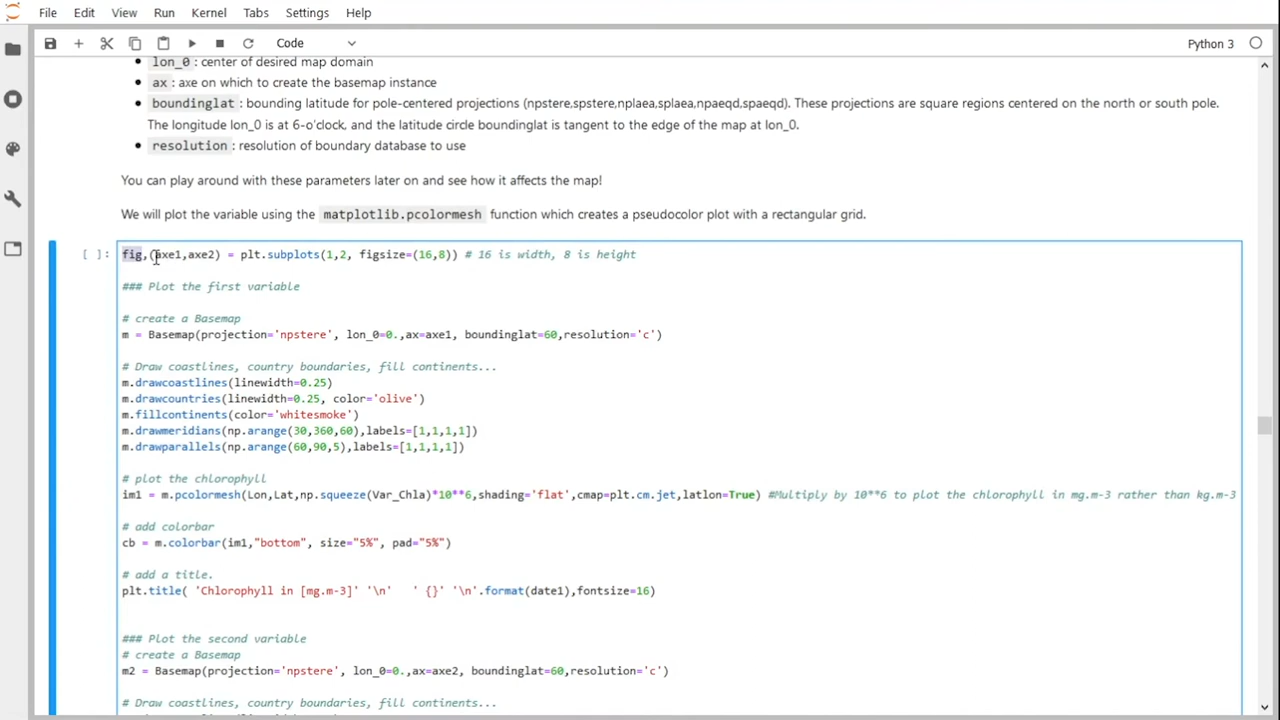 File Edit View Run Kernel Tabs Settings Help
Code Python 3
lon_0 : center of desired map domain
ax : axe on which to create the basemap instance
boundinglat : bounding latitude for pole-centered projections (npstere,spstere,nplaea,splaea,npaeqd,spaeqd). These projections are square regions centered on the north or south pole.
The longitude lon_0 is at 6-o'clock, and the latitude circle boundinglat is tangent to the edge of the map at lon_0.
resolution : resolution of boundary database to use
You can play around with these parameters later on and see how it affects the map!
We will plot the variable using the matplotlib.pcolormesh function which creates a pseudocolor plot with a rectangular grid.
[ ]: fig,(axe1,axe2) = plt.subplots(1,2, figsize=(16,8)) # 16 is width, 8 is height
### Plot the first variable
# create a Basemap
m = Basemap(projection='npstere', lon_0=0.,ax=axe1, boundinglat=60,resolution='c')
# Draw coastlines, country boundaries, fill continents...
m.drawcoastlines(linewidth=0.25)
m.drawcountries(linewidth=0.25, color='olive')
m.fillcontinents(color='whitesmoke')
m.drawmeridians(np.arange(30,360,60),labels=[1,1,1,1])
m.drawparallels(np.arange(60,90,5),labels=[1,1,1,1])
# plot the chlorophyll
im1 = m.pcolormesh(Lon,Lat,np.squeeze(Var_Chla)*10**6,shading='flat',cmap=plt.cm.jet,latlon=True) #Multiply by 10**6 to plot the chlorophyll in mg.m-3 rather than kg.m-3
# add colorbar
cb = m.colorbar(im1,"bottom", size="5%", pad="5%")
# add a title.
plt.title( 'Chlorophyll in [mg.m-3]' '\n'   ' {}' '\n'.format(date1),fontsize=16)
### Plot the second variable
# create a Basemap
m2 = Basemap(projection='npstere', lon_0=0.,ax=axe2, boundinglat=60,resolution='c')
# Draw coastlines, country boundaries, fill continents...